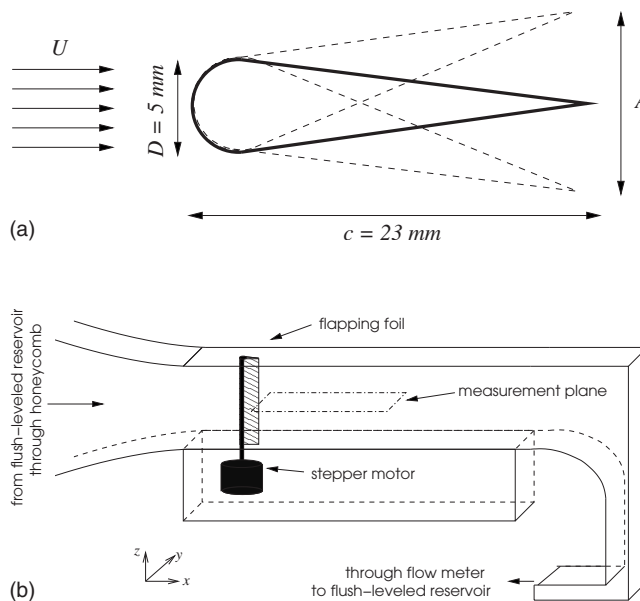 U
D = 5 mm
A
c = 23 mm
(a)
flapping foil
from flush-leveled reservoir
through honeycomb
measurement plane
stepper motor
z
y
x
through flow meter
to flush-leveled reservoir
(b)